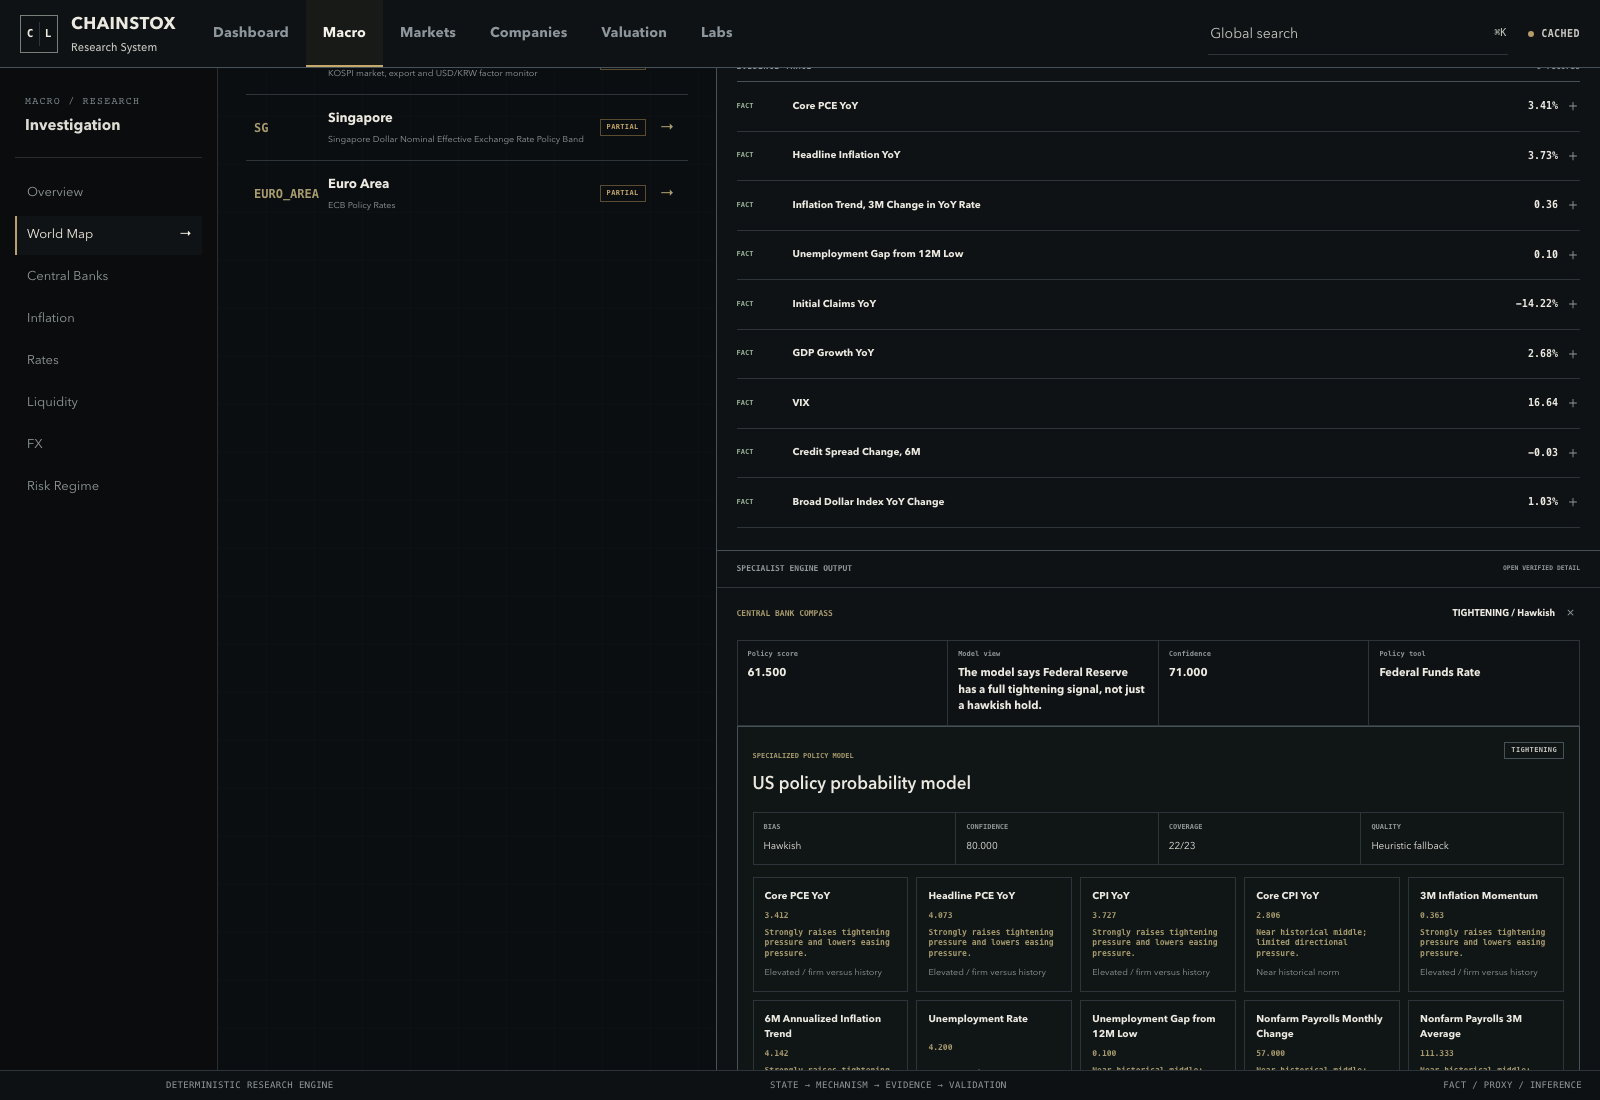 C L
CHAINSTOX
Research System
Dashboard
Macro
Markets
Companies
Valuation
Labs
Global search
⌘K
CACHED
MACRO / RESEARCH
Investigation
Overview
World Map →
Central Banks
Inflation
Rates
Liquidity
FX
Risk Regime
KOSPI market, export and USD/KRW factor monitor
SG
Singapore
Singapore Dollar Nominal Effective Exchange Rate Policy Band
PARTIAL →
EURO_AREA
Euro Area
ECB Policy Rates
PARTIAL →
FACT Core PCE YoY 3.41% +
FACT Headline Inflation YoY 3.73% +
FACT Inflation Trend, 3M Change in YoY Rate 0.36 +
FACT Unemployment Gap from 12M Low 0.10 +
FACT Initial Claims YoY −14.22% +
FACT GDP Growth YoY 2.68% +
FACT VIX 16.64 +
FACT Credit Spread Change, 6M −0.03 +
FACT Broad Dollar Index YoY Change 1.03% +
SPECIALIST ENGINE OUTPUT
OPEN VERIFIED DETAIL
CENTRAL BANK COMPASS
TIGHTENING / Hawkish ×
Policy score
61.500
Model view
The model says Federal Reserve
has a full tightening signal, not just
a hawkish hold.
Confidence
71.000
Policy tool
Federal Funds Rate
SPECIALIZED POLICY MODEL
TIGHTENING
US policy probability model
BIAS
Hawkish
CONFIDENCE
80.000
COVERAGE
22/23
QUALITY
Heuristic fallback
Core PCE YoY
3.412
Strongly raises tightening
pressure and lowers easing
pressure.
Elevated / firm versus history
Headline PCE YoY
4.073
Strongly raises tightening
pressure and lowers easing
pressure.
Elevated / firm versus history
CPI YoY
3.727
Strongly raises tightening
pressure and lowers easing
pressure.
Elevated / firm versus history
Core CPI YoY
2.806
Near historical middle;
limited directional
pressure.
Near historical norm
3M Inflation Momentum
0.363
Strongly raises tightening
pressure and lowers easing
pressure.
Elevated / firm versus history
6M Annualized Inflation
Trend
4.142
Strongly raises tightening
Unemployment Rate
4.200
Unemployment Gap from
12M Low
0.100
Near historical middle;
Nonfarm Payrolls Monthly
Change
57.000
Near historical middle;
Nonfarm Payrolls 3M
Average
111.333
Near historical middle;
DETERMINISTIC RESEARCH ENGINE
STATE → MECHANISM → EVIDENCE → VALIDATION
FACT / PROXY / INFERENCE